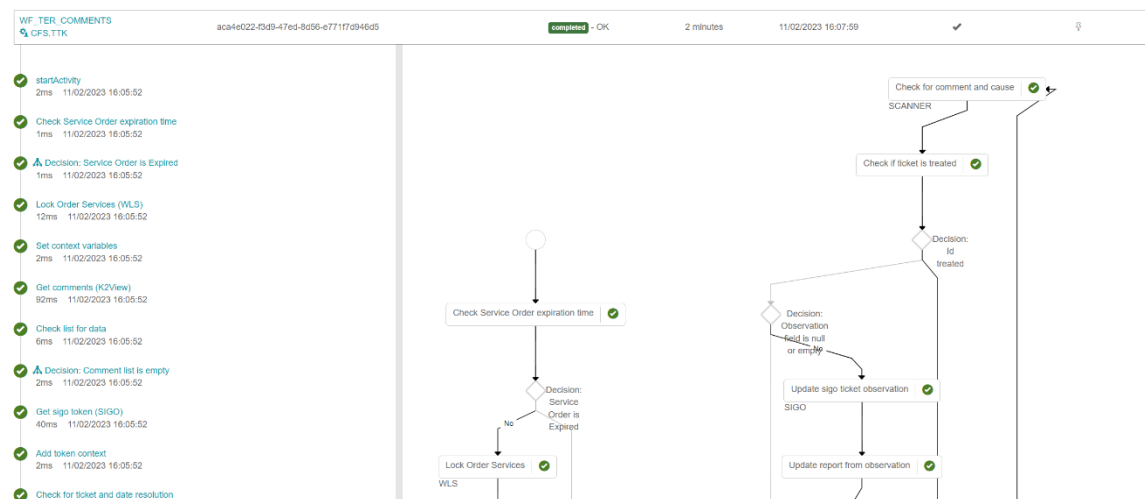 WF_TER_COMMENTS
CFS.TTK
aca4e022-f3d9-47ed-8d56-e771f7d946d5
completed - OK
2 minutes
11/02/2023 16:07:59
startActivity
2ms 11/02/2023 16:05:52
Check Service Order expiration time
1ms 11/02/2023 16:05:52
Decision: Service Order is Expired
1ms 11/02/2023 16:05:52
Lock Order Services (WLS)
12ms 11/02/2023 16:05:52
Set context variables
2ms 11/02/2023 16:05:52
Get comments (K2View)
92ms 11/02/2023 16:05:52
Check list for data
6ms 11/02/2023 16:05:52
Decision: Comment list is empty
2ms 11/02/2023 16:05:52
Get sigo token (SIGO)
40ms 11/02/2023 16:05:52
Add token context
2ms 11/02/2023 16:05:52
Check for ticket and date resolution
Check Service Order expiration time
Decision:
Service
Order is
Expired
No
Lock Order Services
WLS
Check for comment and cause
SCANNER
Check if ticket is treated
Decision:
Id
treated
Decision:
Observation
field is null
or empty
No
Update sigo ticket observation
SIGO
Update report from observation